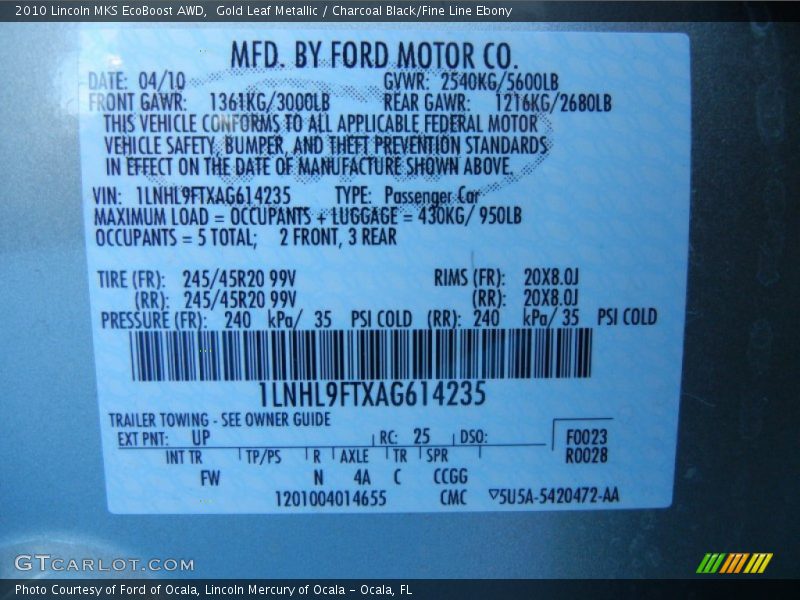 2010 Lincoln MKS EcoBoost AWD, Gold Leaf Metallic / Charcoal Black/Fine Line Ebony
MFD. BY FORD MOTOR CO.
DATE: 04/10 GVWR: 2540KG/5600LB
FRONT GAWR: 1361KG/3000LB REAR GAWR: 1216KG/2680LB
THIS VEHICLE CONFORMS TO ALL APPLICABLE FEDERAL MOTOR
VEHICLE SAFETY, BUMPER, AND THEFT PREVENTION STANDARDS
IN EFFECT ON THE DATE OF MANUFACTURE SHOWN ABOVE.
VIN: 1LNHL9FTXAG614235 TYPE: Passenger Car
MAXIMUM LOAD = OCCUPANTS + LUGGAGE = 430KG/ 950LB
OCCUPANTS = 5 TOTAL; 2 FRONT, 3 REAR
TIRE (FR): 245/45R20 99V RIMS (FR): 20X8.0J
(RR): 245/45R20 99V (RR): 20X8.0J
PRESSURE (FR): 240 kPa/ 35 PSI COLD (RR): 240 kPa/ 35 PSI COLD
1LNHL9FTXAG614235
TRAILER TOWING - SEE OWNER GUIDE
EXT PNT: UP RC: 25 DSO: F0023
INT TR TP/PS R AXLE TR SPR R0028
FW N 4A C CCGG
1201004014655 CMC ▽5U5A-5420472-AA
GTCARLOT.COM
Photo Courtesy of Ford of Ocala, Lincoln Mercury of Ocala - Ocala, FL